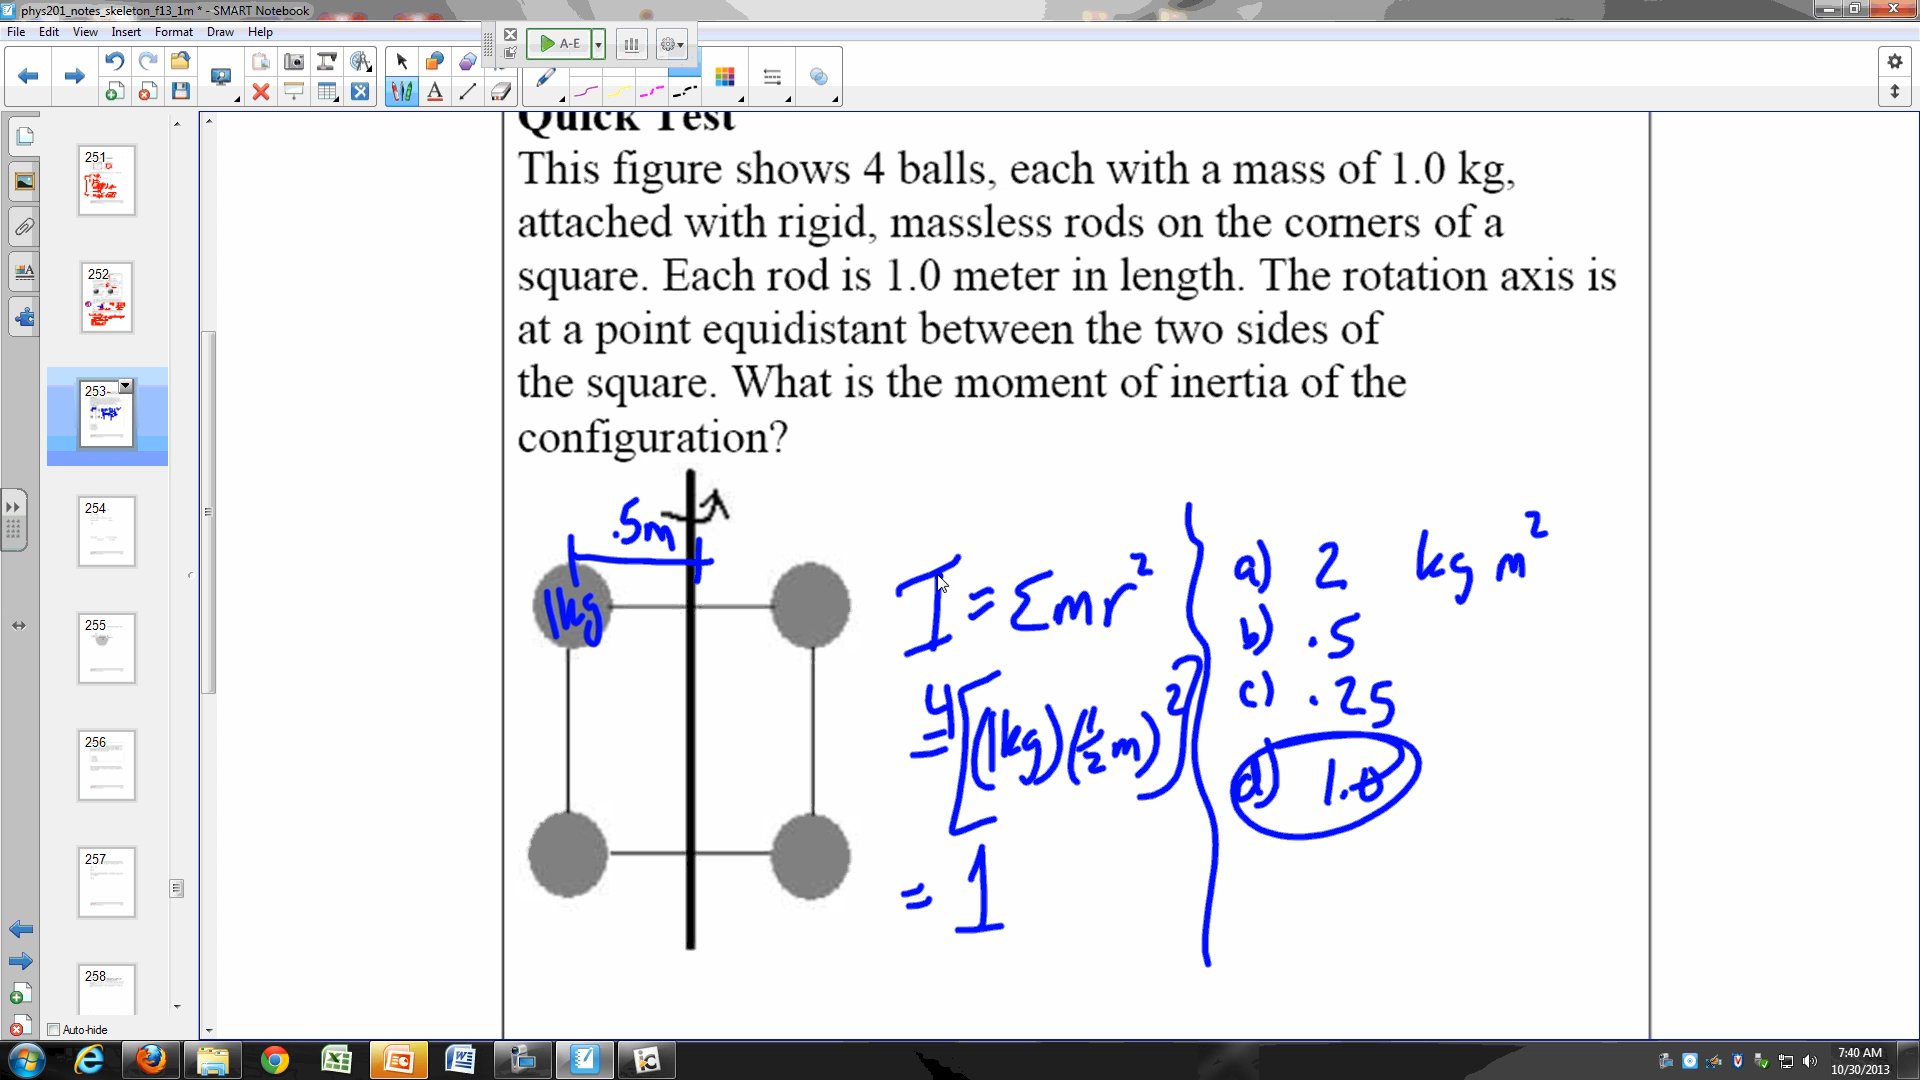 phys201_notes_skeleton_f13_1m * - SMART Notebook
File Edit View Insert Format Draw Help
A-E
Quick Test
This figure shows 4 balls, each with a mass of 1.0 kg,
attached with rigid, massless rods on the corners of a
square. Each rod is 1.0 meter in length. The rotation axis is
at a point equidistant between the two sides of
the square. What is the moment of inertia of the
configuration?
.5m
1kg
I = Σmr²
= 4[(1kg)(½m)²]
= 1
a) 2 kg m²
b) .5
c) .25
d) 1.0
251
252
253
254
255
256
257
258
Auto-hide
7:40 AM
10/30/2013